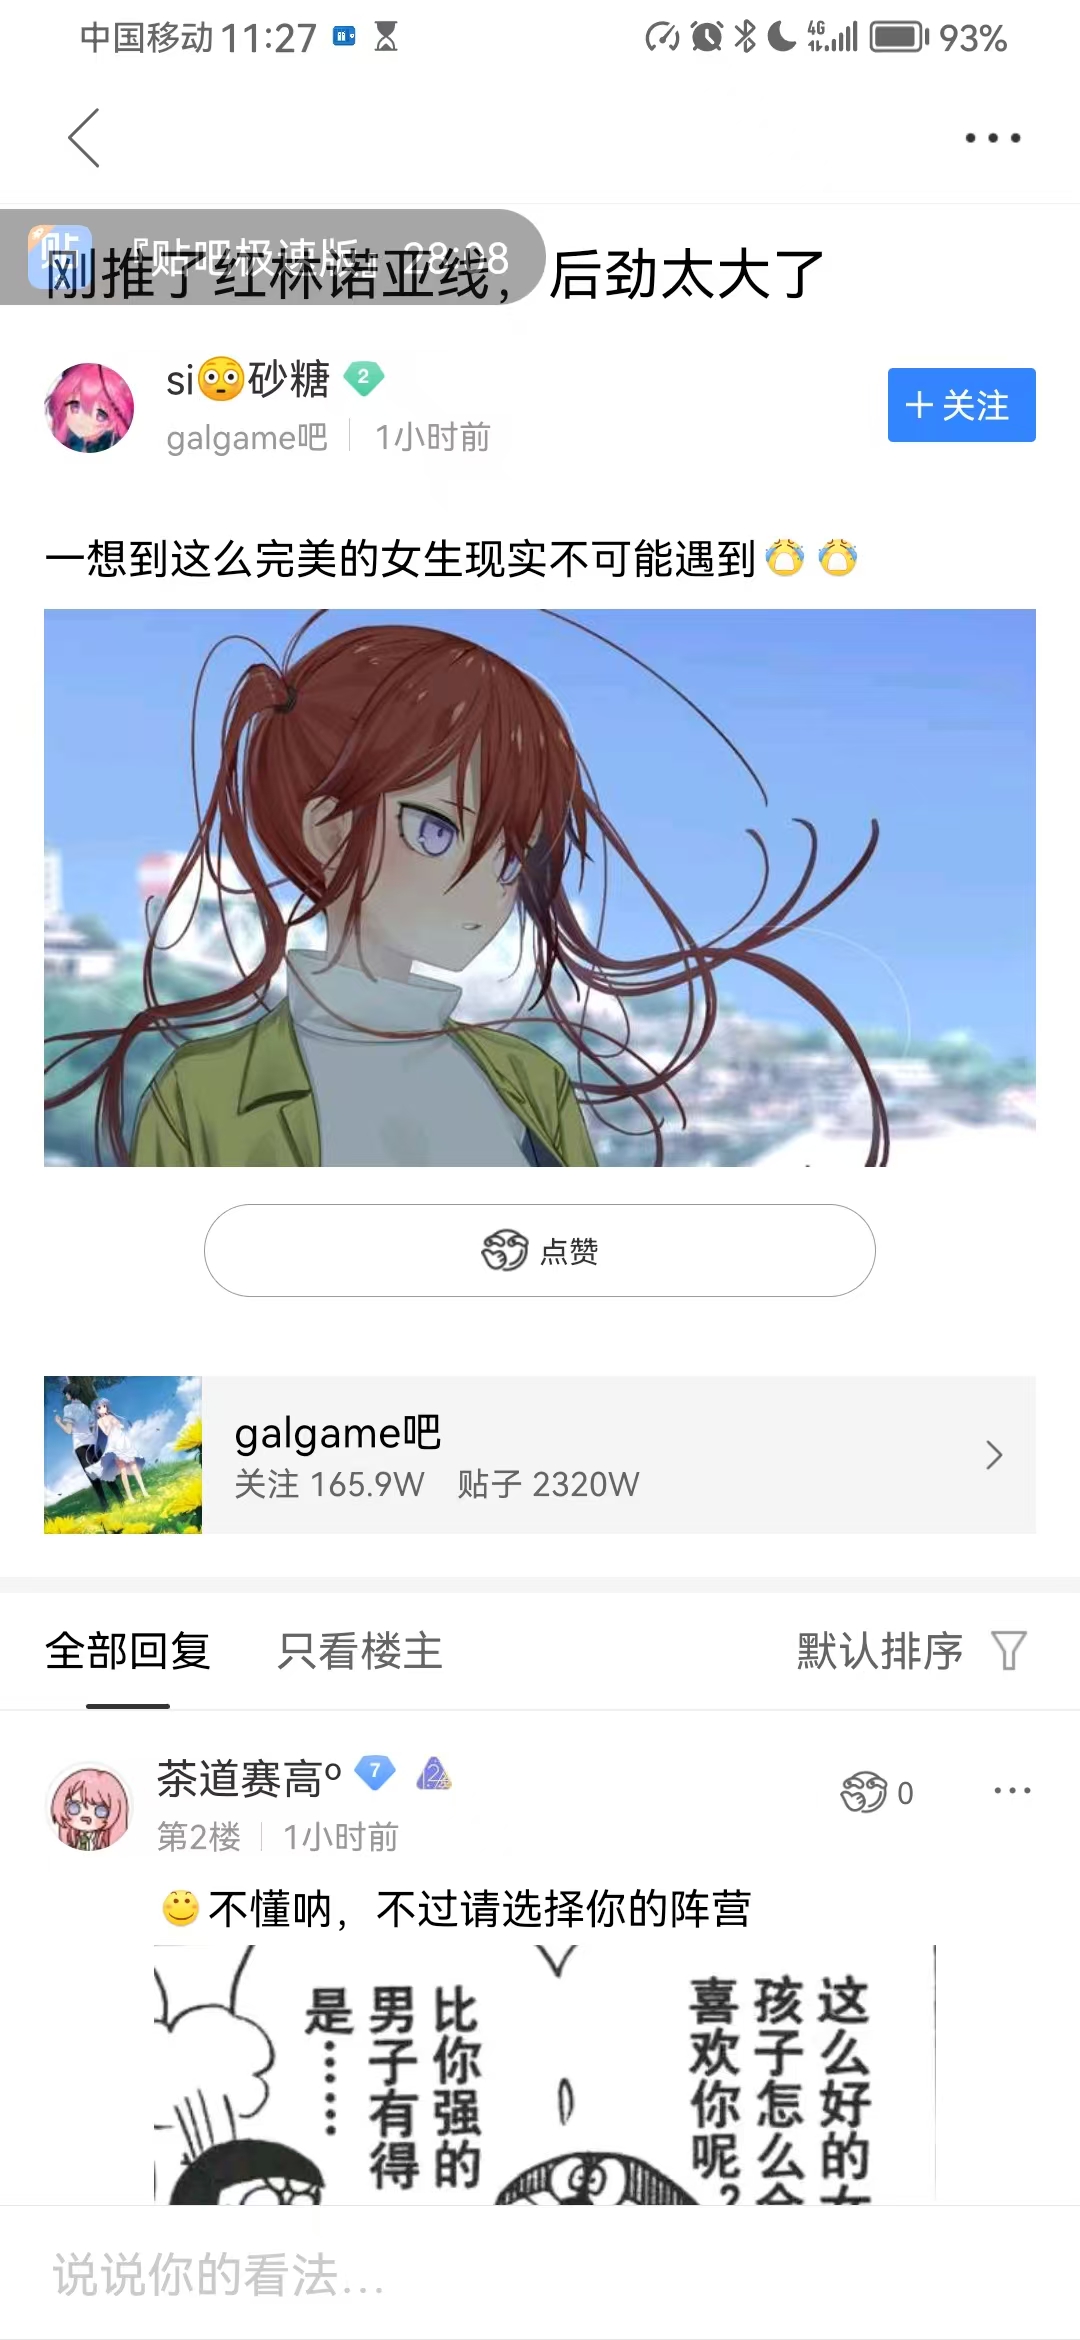 中国移动 11:27 4G 93%
贴 『贴吧极速版』 28:08
刚推了红林诺亚线，后劲太大了
si😳砂糖 2
galgame吧 | 1小时前
+ 关注
一想到这么完美的女生现实不可能遇到😭😭
点赞
galgame吧
关注 165.9W 贴子 2320W
全部回复 只看楼主 默认排序
茶道赛高º 7 12
0
第2楼 | 1小时前
🙂不懂呐，不过请选择你的阵营
这么好的女
孩子怎么会
喜欢你呢？
比你强的
男子有得
是……
说说你的看法...